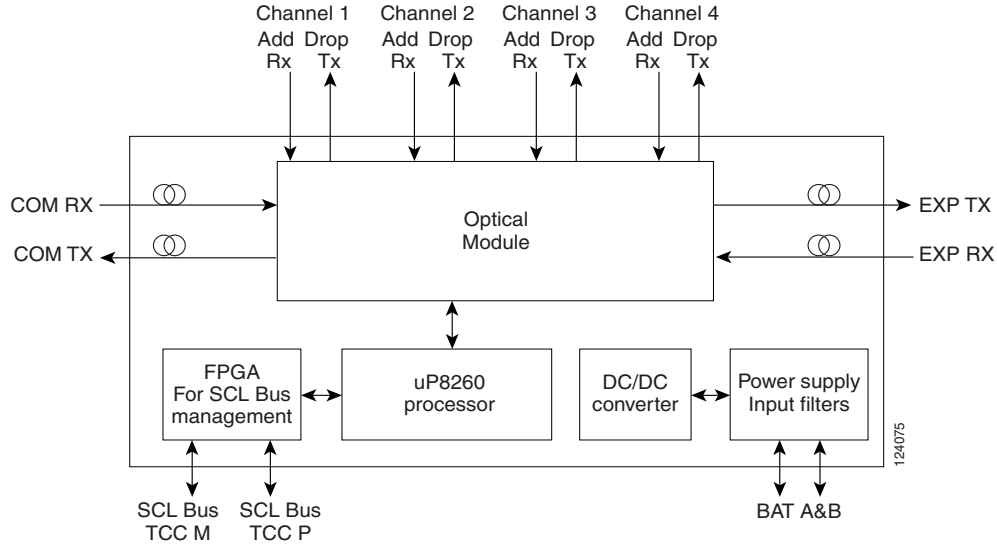 Channel 1 Channel 2 Channel 3 Channel 4
Add Drop Add Drop Add Drop Add Drop
Rx Tx Rx Tx Rx Tx Rx Tx
COM RX
EXP TX
Optical
Module
COM TX
EXP RX
FPGA
For SCL Bus
management
uP8260
processor
DC/DC
converter
Power supply
Input filters
124075
SCL Bus
TCC M
SCL Bus
TCC P
BAT A&B